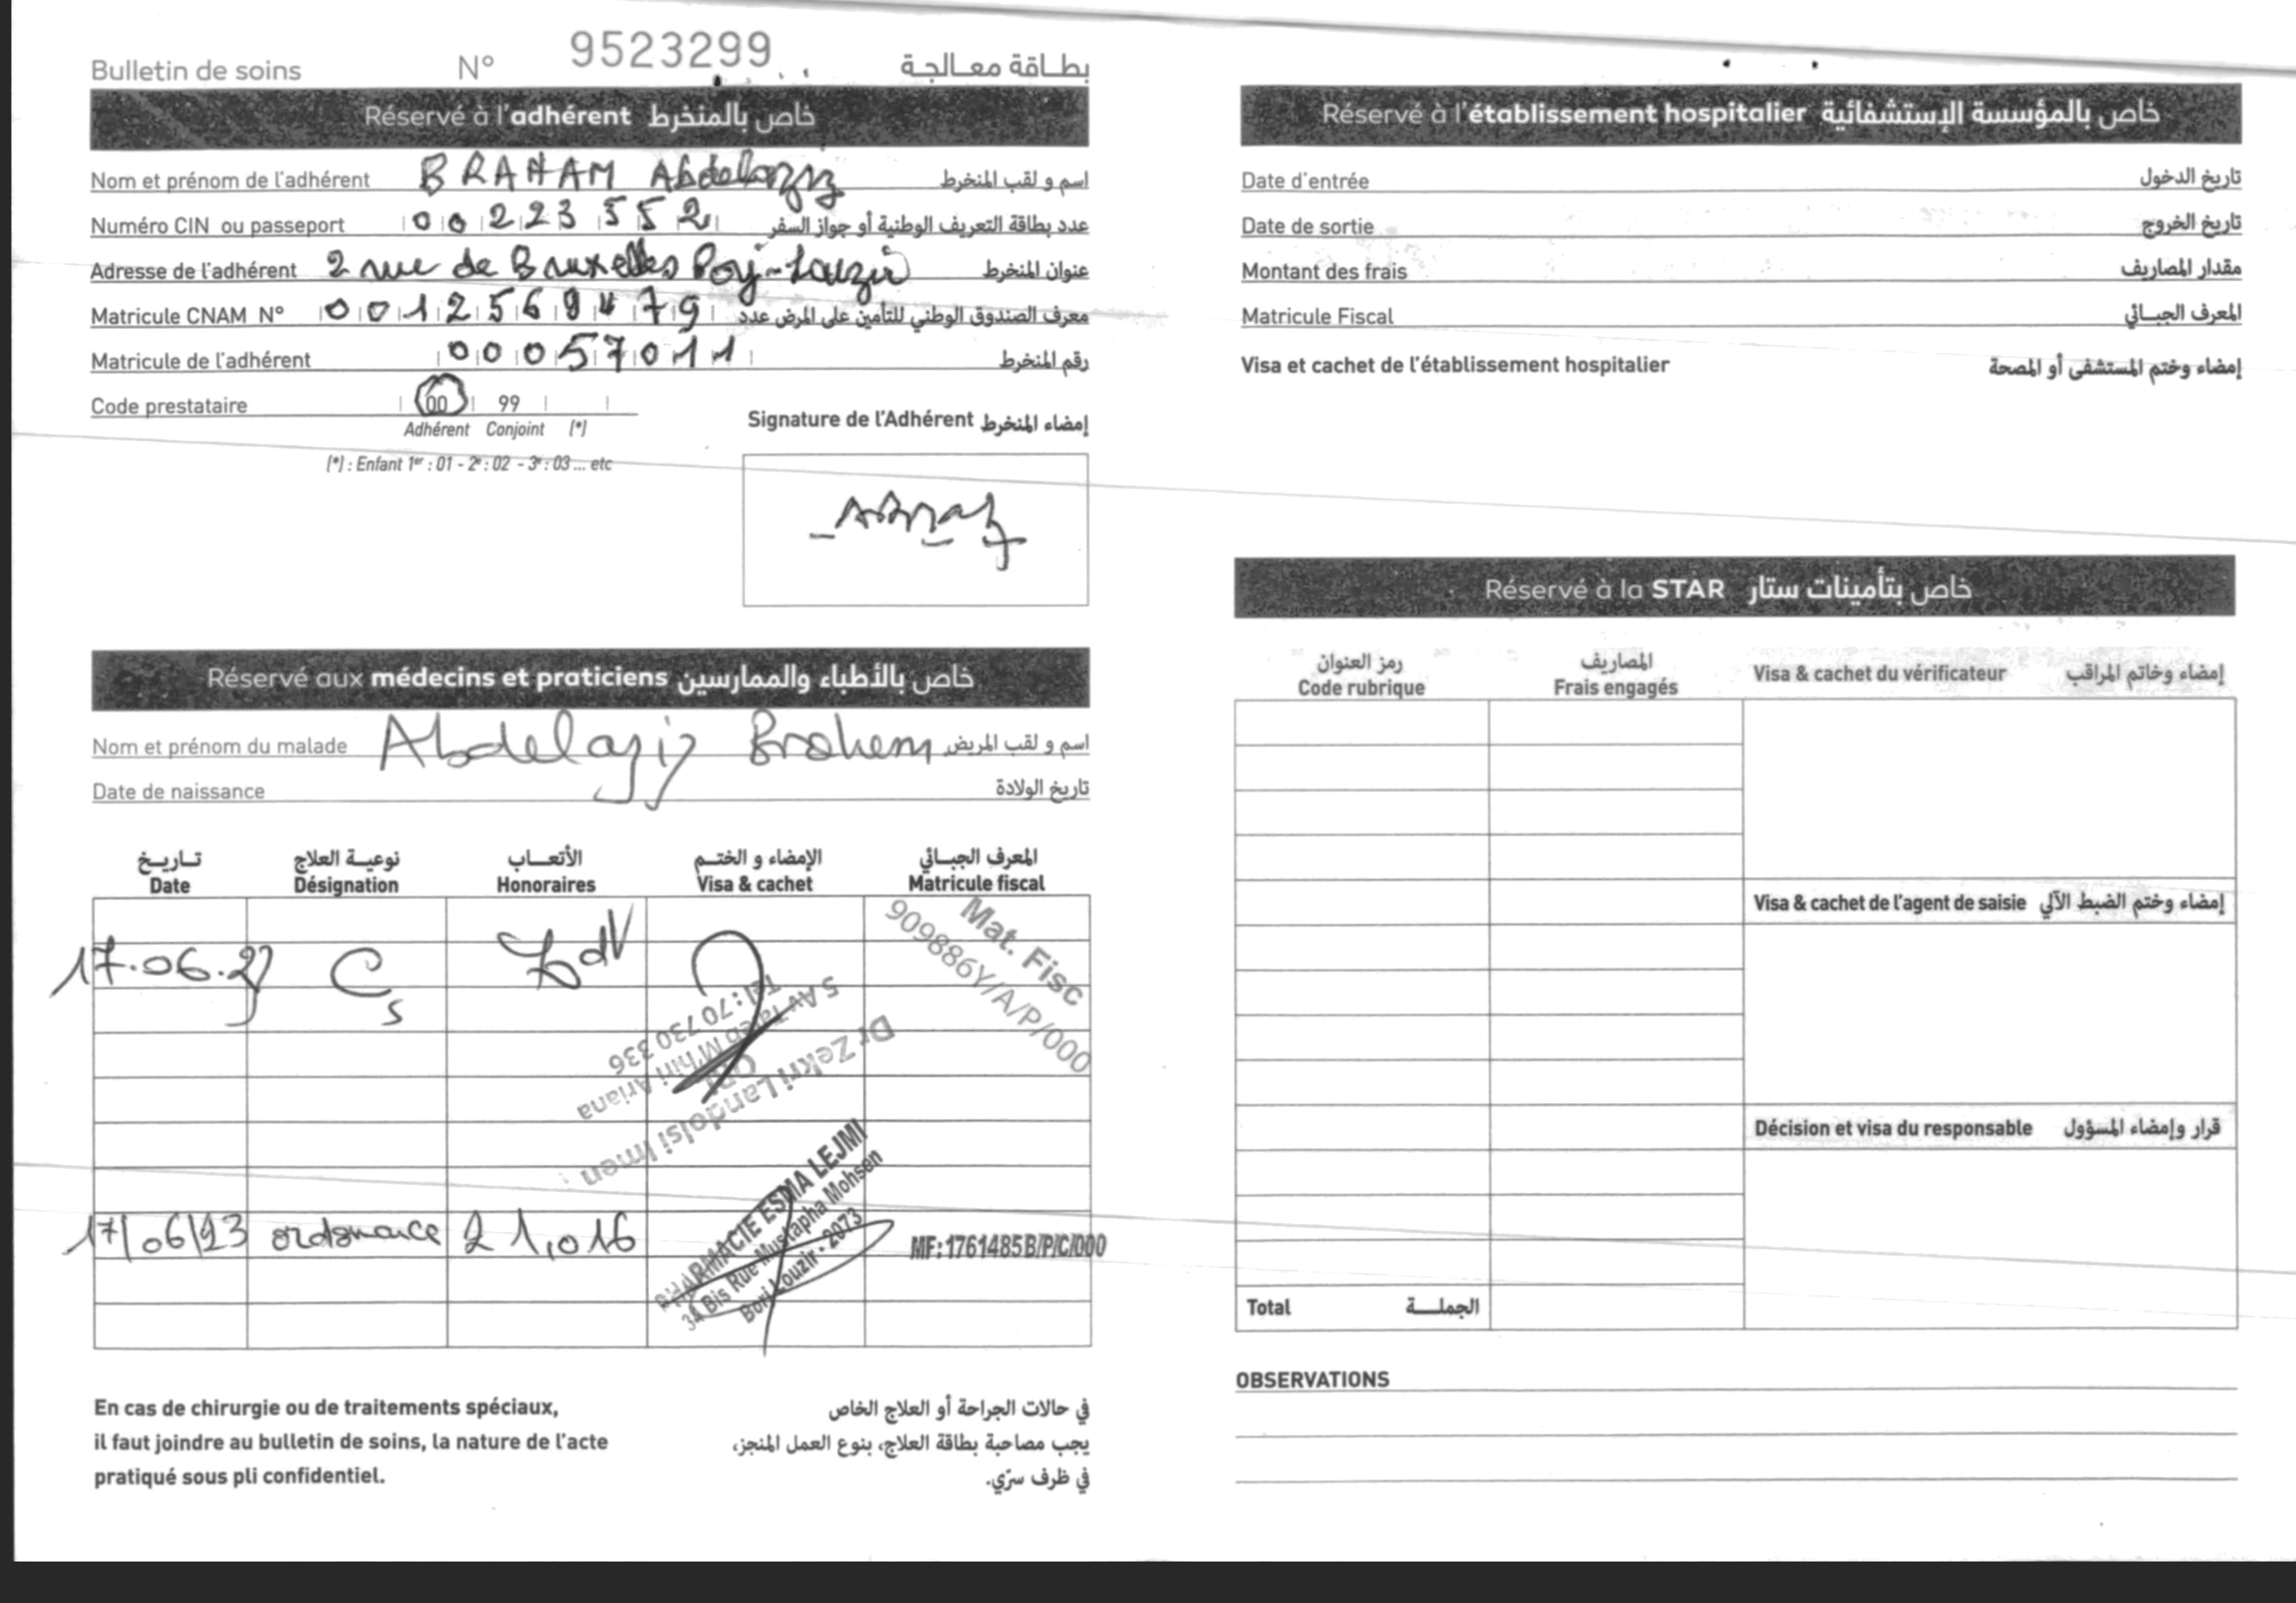 Bulletin de soins N° 9523299 بطاقة معالجة
Réservé à l'adhérent خاص بالمنخرط
Nom et prénom de l'adhérent BRAHAM Abdelaziz اسم و لقب المنخرط
Numéro CIN ou passeport 00223552 عدد بطاقة التعريف الوطنية أو جواز السفر
Adresse de l'adhérent 2 rue de Bruxelles Borj-Louzir عنوان المنخرط
Matricule CNAM N° معرف الصندوق الوطني للتأمين على المرض عدد
Matricule de l'adhérent 00057011 رقم المنخرط
Code prestataire 00 99
Adhérent Conjoint (*)
(*) : Enfant 1er : 01 - 2e : 02 - 3e : 03 ... etc
Signature de l'Adhérent إمضاء المنخرط
Réservé aux médecins et praticiens خاص بالأطباء والممارسين
Nom et prénom du malade Abdelaziz Brahem اسم و لقب المريض
Date de naissance تاريخ الولادة
تاريخ نوعية العلاج الأتعاب الإمضاء و الختم المعرف الجبائي
Date Désignation Honoraires Visa & cachet Matricule fiscal
17.06.23 Cs
Mat. Fisc
909886Y/A/P/000
Dr Zekri Landolsi Imen
5 AV Taieb M'hiri Ariana
Tel : 70 730 336
17/06/23 ordonnance 21,016
PHARMACIE ESMA LEJMI
34 Bis Rue Mustapha Mohsen
Borj Louzir - 2073
MF: 1761485B/P/C/000
En cas de chirurgie ou de traitements spéciaux,
il faut joindre au bulletin de soins, la nature de l'acte
pratiqué sous pli confidentiel.
في حالات الجراحة أو العلاج الخاص
يجب مصاحبة بطاقة العلاج، بنوع العمل المنجز،
في ظرف سرّي.
Réservé à l'établissement hospitalier خاص بالمؤسسة الإستشفائية
Date d'entrée تاريخ الدخول
Date de sortie تاريخ الخروج
Montant des frais مقدار المصاريف
Matricule Fiscal المعرف الجبائي
Visa et cachet de l'établissement hospitalier إمضاء وختم المستشفى أو المصحة
Réservé à la STAR خاص بتأمينات ستار
رمز العنوان المصاريف
Code rubrique Frais engagés Visa & cachet du vérificateur إمضاء وخاتم المراقب
Visa & cachet de l'agent de saisie إمضاء وختم الضبط الآلي
Décision et visa du responsable قرار وإمضاء المسؤول
Total الجملة
OBSERVATIONS